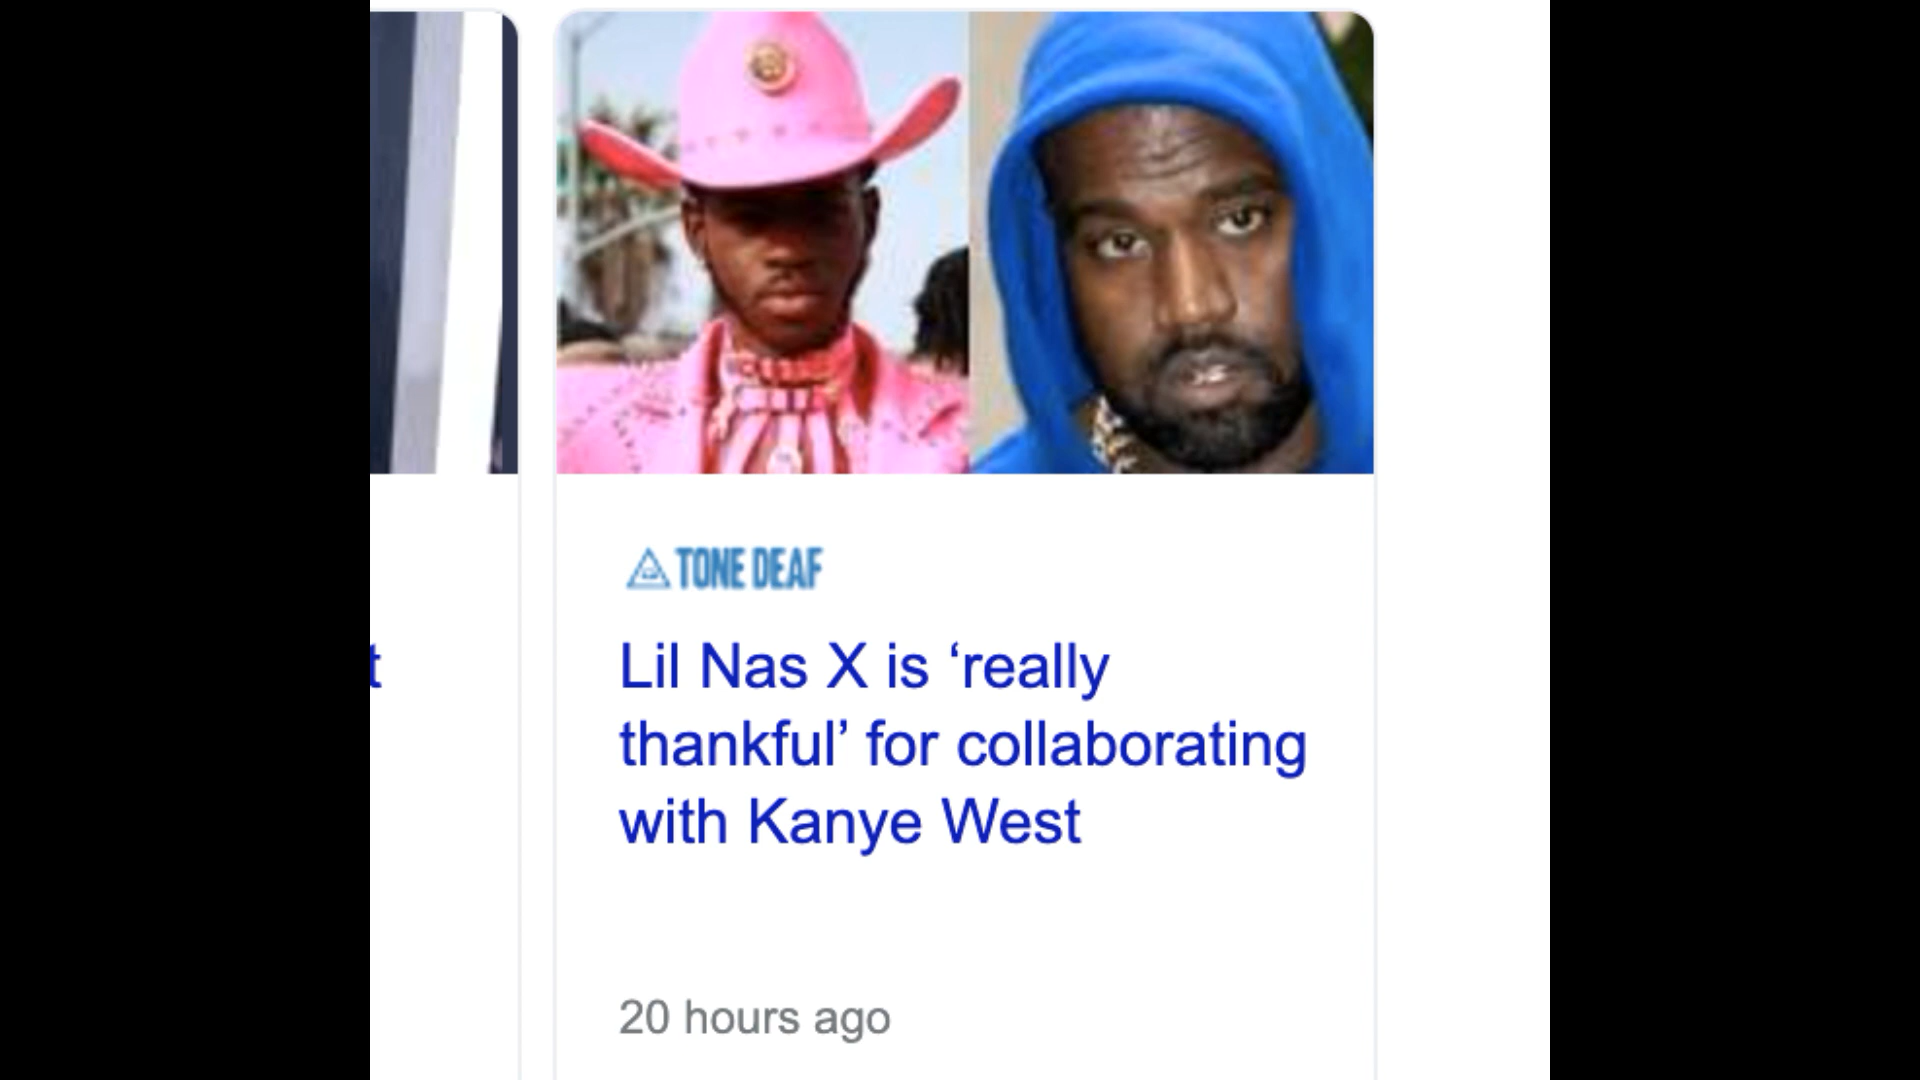 TONE DEAF
t
Lil Nas X is ‘really
thankful’ for collaborating
with Kanye West
20 hours ago